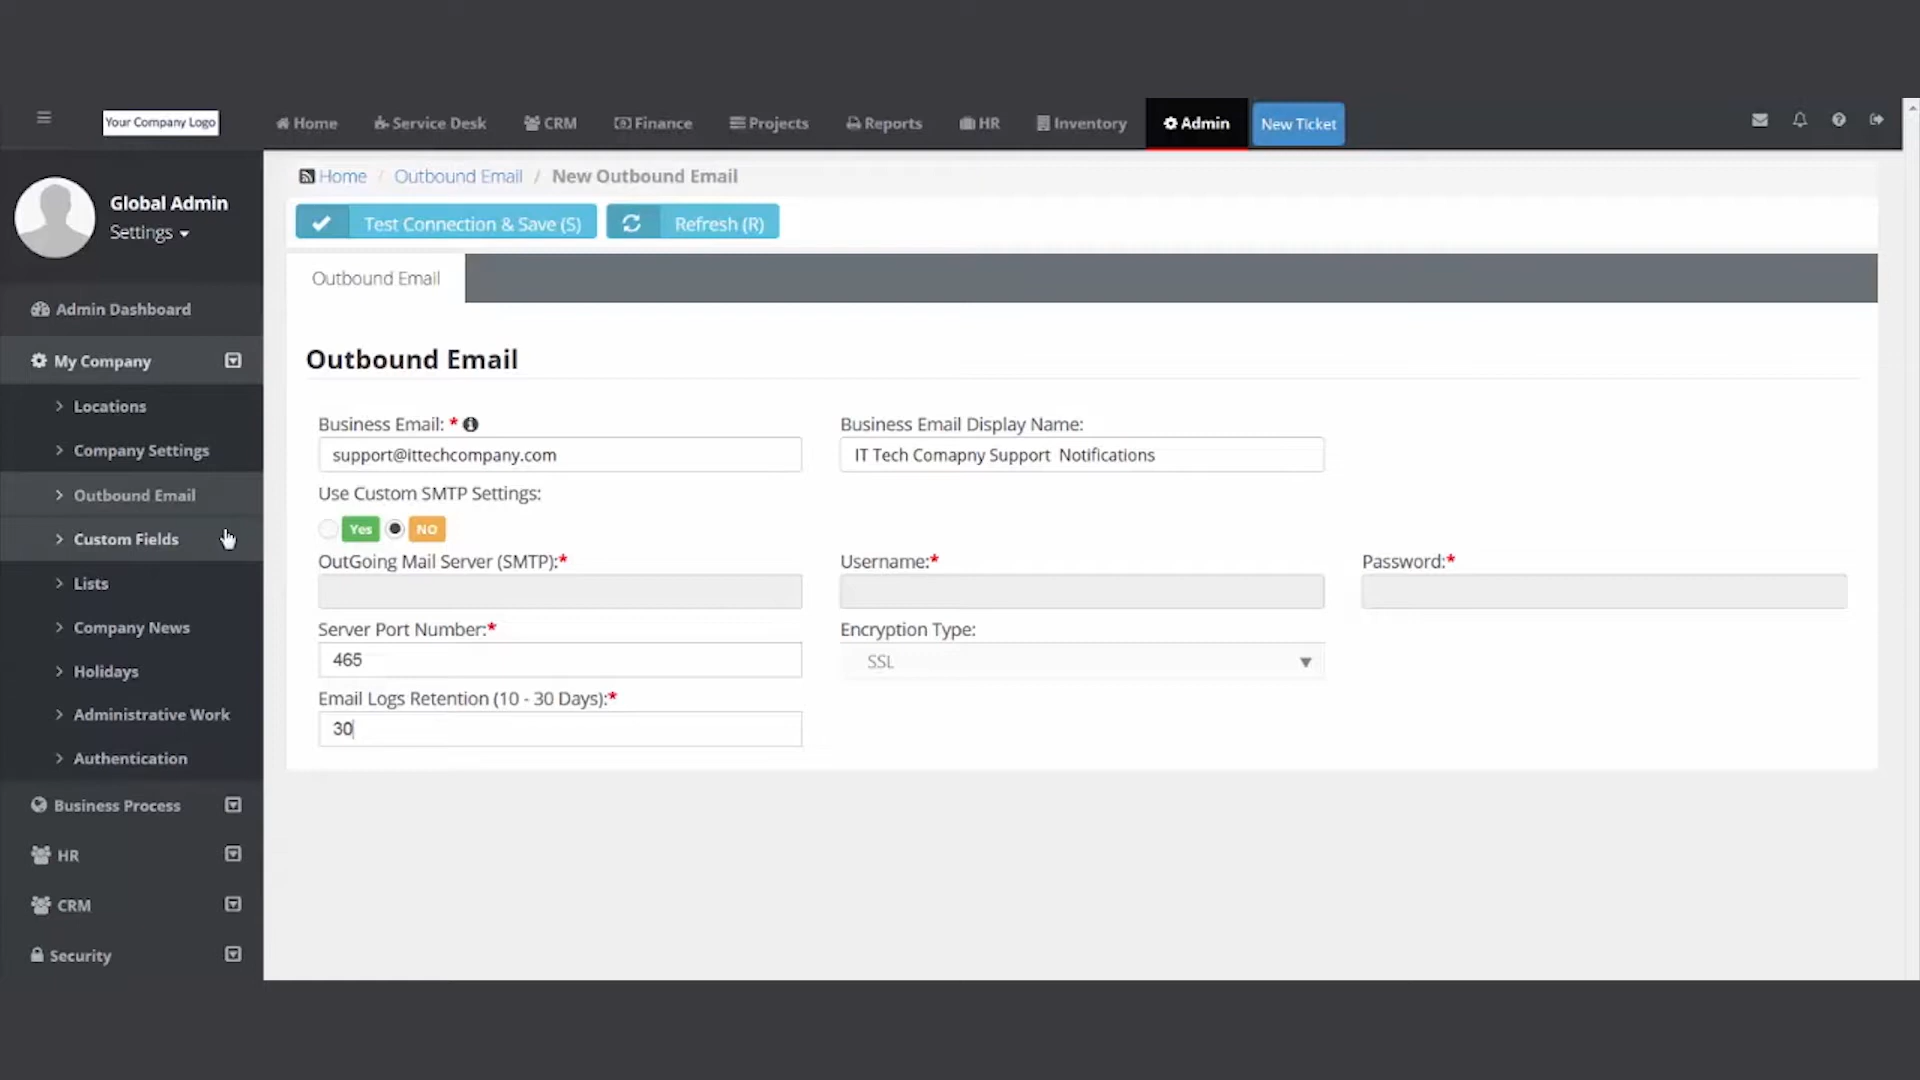 Your Company Logo
Home Service Desk CRM Finance Projects Reports HR Inventory Admin New Ticket
Global Admin
Settings
Admin Dashboard
My Company
Locations
Company Settings
Outbound Email
Custom Fields
Lists
Company News
Holidays
Administrative Work
Authentication
Business Process
HR
CRM
Security
Home / Outbound Email / New Outbound Email
Test Connection & Save (S) Refresh (R)
Outbound Email
Outbound Email
Business Email: * Business Email Display Name:
support@ittechcompany.com IT Tech Comapny Support  Notifications
Use Custom SMTP Settings:
Yes NO
OutGoing Mail Server (SMTP):* Username:* Password:*
Server Port Number:* Encryption Type:
465 SSL
Email Logs Retention (10 - 30 Days):*
30